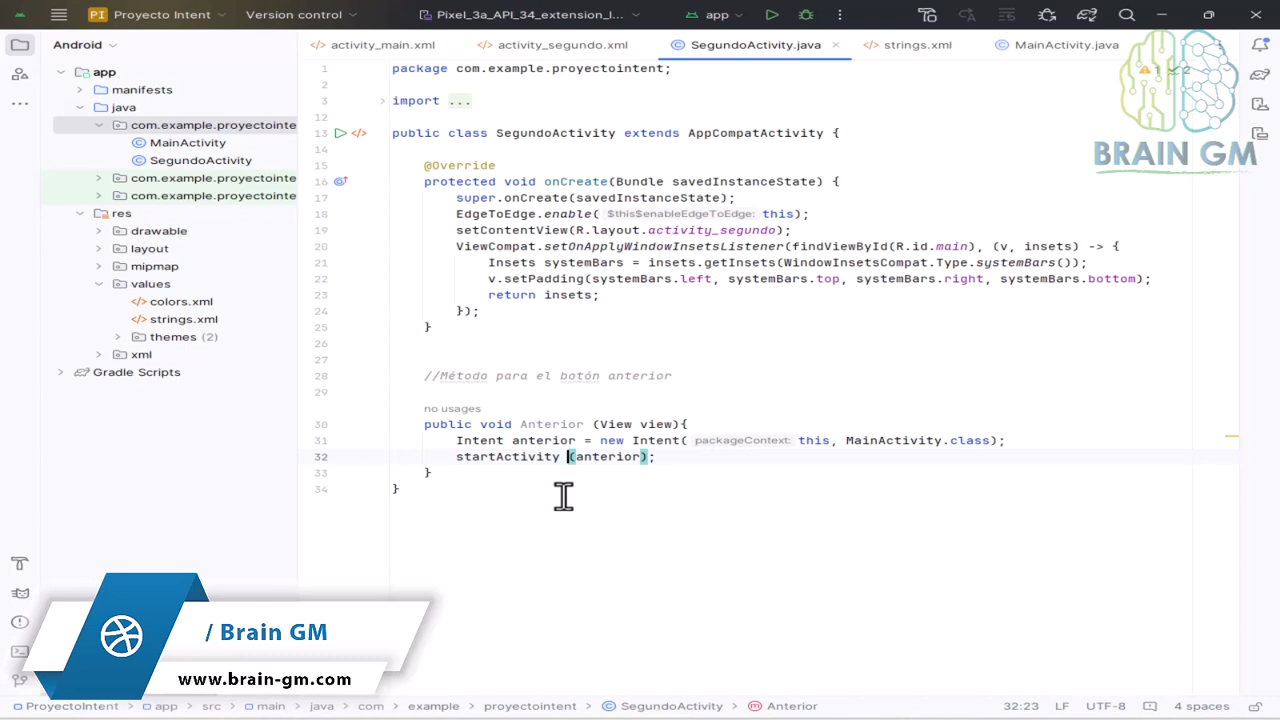 PI Proyecto Intent
Version control
Pixel_3a_API_34_extension_l...
app
Android
activity_main.xml
activity_segundo.xml
SegundoActivity.java
strings.xml
MainActivity.java
app
manifests
java
com.example.proyectointe
MainActivity
SegundoActivity
com.example.proyectointe
com.example.proyectointe
res
drawable
layout
mipmap
values
colors.xml
strings.xml
themes (2)
xml
Gradle Scripts
1 package com.example.proyectointent;
2
3 import ...
12
13 public class SegundoActivity extends AppCompatActivity {
14
15 @Override
16 protected void onCreate(Bundle savedInstanceState) {
17 super.onCreate(savedInstanceState);
18 EdgeToEdge.enable( $this$enableEdgeToEdge: this);
19 setContentView(R.layout.activity_segundo);
20 ViewCompat.setOnApplyWindowInsetsListener(findViewById(R.id.main), (v, insets) -> {
21 Insets systemBars = insets.getInsets(WindowInsetsCompat.Type.systemBars());
22 v.setPadding(systemBars.left, systemBars.top, systemBars.right, systemBars.bottom);
23 return insets;
24 });
25 }
26
27
28 //Método para el botón anterior
29
no usages
30 public void Anterior (View view){
31 Intent anterior = new Intent( packageContext: this, MainActivity.class);
32 startActivity (anterior);
33 }
34 }
1 2
BRAIN GM
/ Brain GM
www.brain-gm.com
ProyectoIntent > app > src > main > java > com > example > proyectointent > SegundoActivity > Anterior
32:23 LF UTF-8 4 spaces